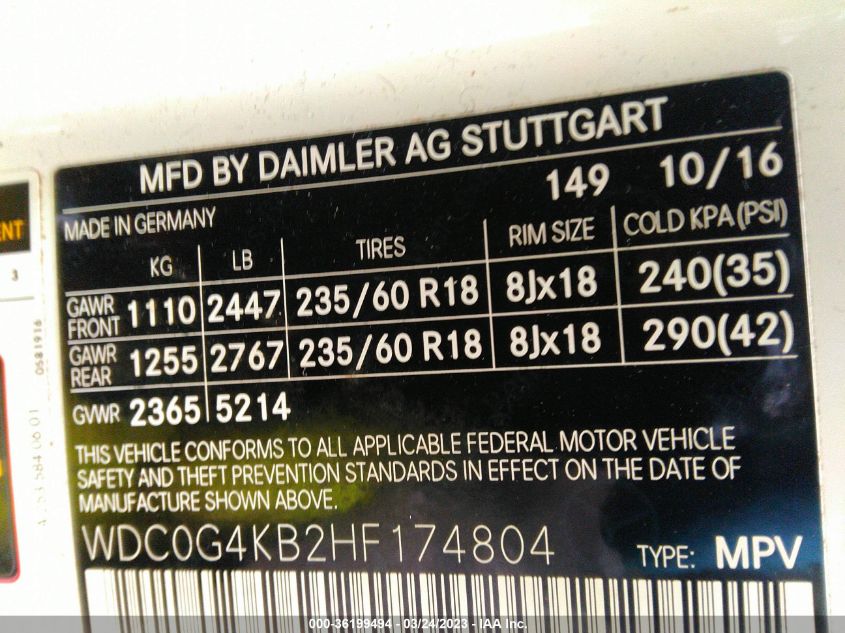 MFD BY DAIMLER AG STUTTGART
149 10/16
MADE IN GERMANY
KG LB TIRES RIM SIZE COLD KPA(PSI)
GAWR FRONT 1110 2447 235/60 R18 8Jx18 240(35)
GAWR REAR 1255 2767 235/60 R18 8Jx18 290(42)
GVWR 2365 5214
THIS VEHICLE CONFORMS TO ALL APPLICABLE FEDERAL MOTOR VEHICLE
SAFETY AND THEFT PREVENTION STANDARDS IN EFFECT ON THE DATE OF
MANUFACTURE SHOWN ABOVE.
WDC0G4KB2HF174804 TYPE: MPV
3
0581916
000-36199494 - 03/24/2023 - IAA Inc.